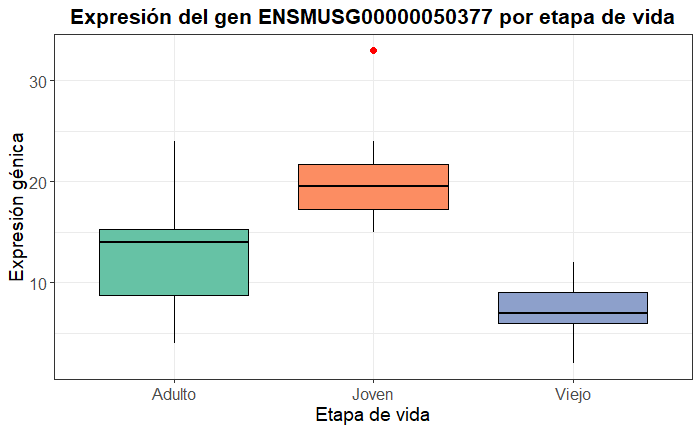 Expresión del gen ENSMUSG00000050377 por etapa de vida
Expresión génica
30
20
10
Adulto
Joven
Viejo
Etapa de vida